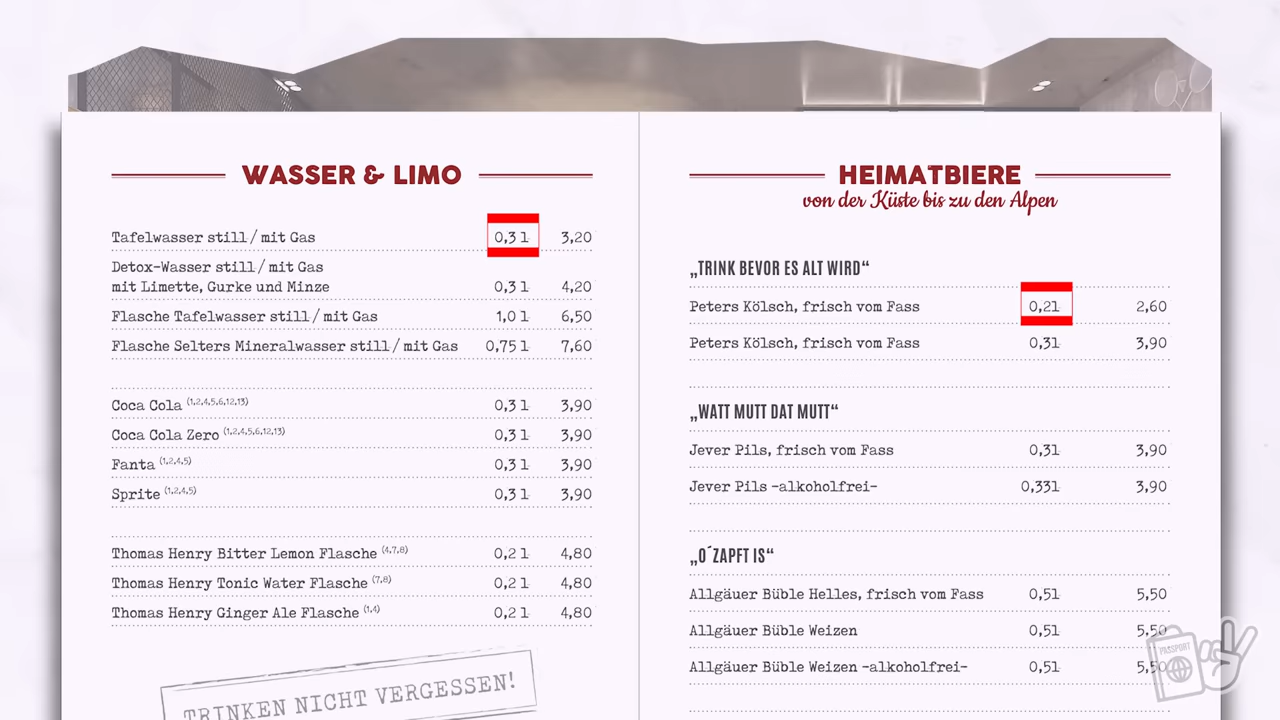 WASSER & LIMO
Tafelwasser still / mit Gas 0,3 l 3,20
Detox-Wasser still / mit Gas
mit Limette, Gurke und Minze 0,3 l 4,20
Flasche Tafelwasser still / mit Gas 1,0 l 6,50
Flasche Selters Mineralwasser still / mit Gas 0,75 l 7,60
Coca Cola (1,2,4,5,6,12,13) 0,3 l 3,90
Coca Cola Zero (1,2,4,5,6,12,13) 0,3 l 3,90
Fanta (1,2,4,5) 0,3 l 3,90
Sprite (1,2,4,5) 0,3 l 3,90
Thomas Henry Bitter Lemon Flasche (4,7,8) 0,2 l 4,80
Thomas Henry Tonic Water Flasche (7,8) 0,2 l 4,80
Thomas Henry Ginger Ale Flasche (1,4) 0,2 l 4,80
TRINKEN NICHT VERGESSEN!
HEIMATBIERE
von der Küste bis zu den Alpen
„TRINK BEVOR ES ALT WIRD“
Peters Kölsch, frisch vom Fass 0,2l 2,60
Peters Kölsch, frisch vom Fass 0,3l 3,90
„WATT MUTT DAT MUTT“
Jever Pils, frisch vom Fass 0,3l 3,90
Jever Pils -alkoholfrei- 0,33l 3,90
„O´ZAPFT IS“
Allgäuer Büble Helles, frisch vom Fass 0,5l 5,50
Allgäuer Büble Weizen 0,5l 5,50
Allgäuer Büble Weizen -alkoholfrei- 0,5l 5,50
PASSPORT